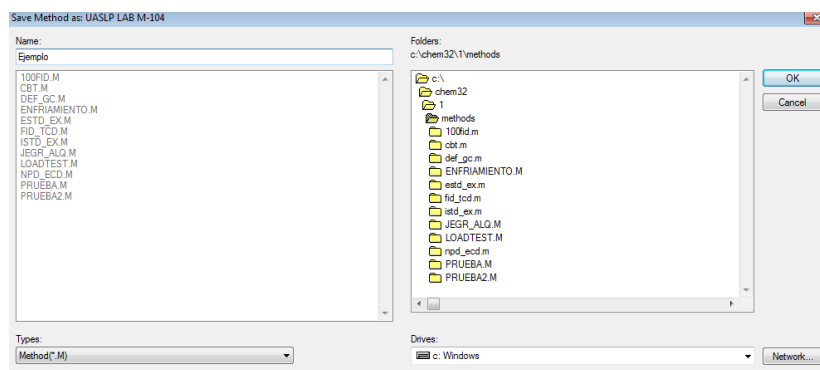 Save Method as: UASLP LAB M-104
Name:
Ejemplo
100FID.M
CBT.M
DEF_GC.M
ENFRIAMIENTO.M
ESTD_EX.M
FID_TCD.M
ISTD_EX.M
JEGR_ALQ.M
LOADTEST.M
NPD_ECD.M
PRUEBA.M
PRUEBA2.M
Types:
Method(*.M)
Folders:
c:\chem32\1\methods
c:\
chem32
1
methods
100fid.m
cbt.m
def_gc.m
ENFRIAMIENTO.M
estd_ex.m
fid_tcd.m
istd_ex.m
JEGR_ALQ.M
LOADTEST.M
npd_ecd.m
PRUEBA.M
PRUEBA2.M
Drives:
c: Windows
OK
Cancel
Network...